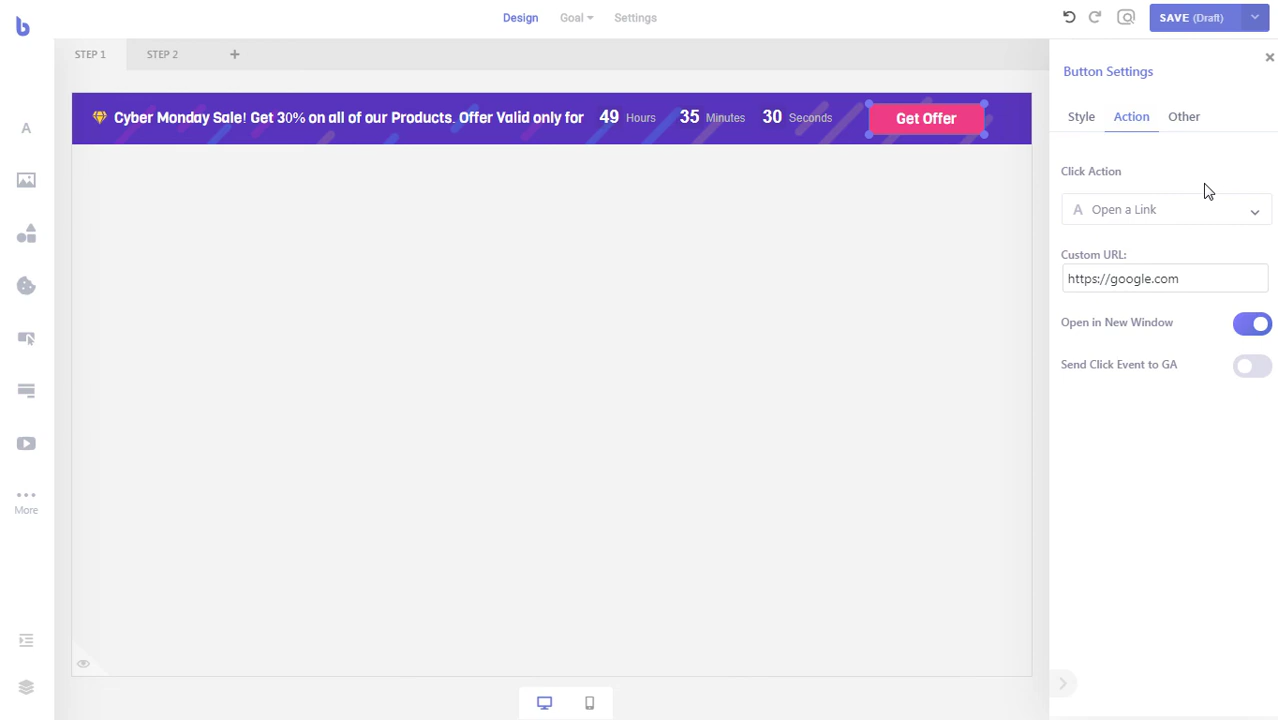 Design Goal Settings
SAVE (Draft)
STEP 1 STEP 2 +
Button Settings
Style Action Other
Cyber Monday Sale! Get 30% on all of our Products. Offer Valid only for 49 Hours 35 Minutes 30 Seconds Get Offer
Click Action
A Open a Link
Custom URL:
https://google.com
Open in New Window
Send Click Event to GA
A
More